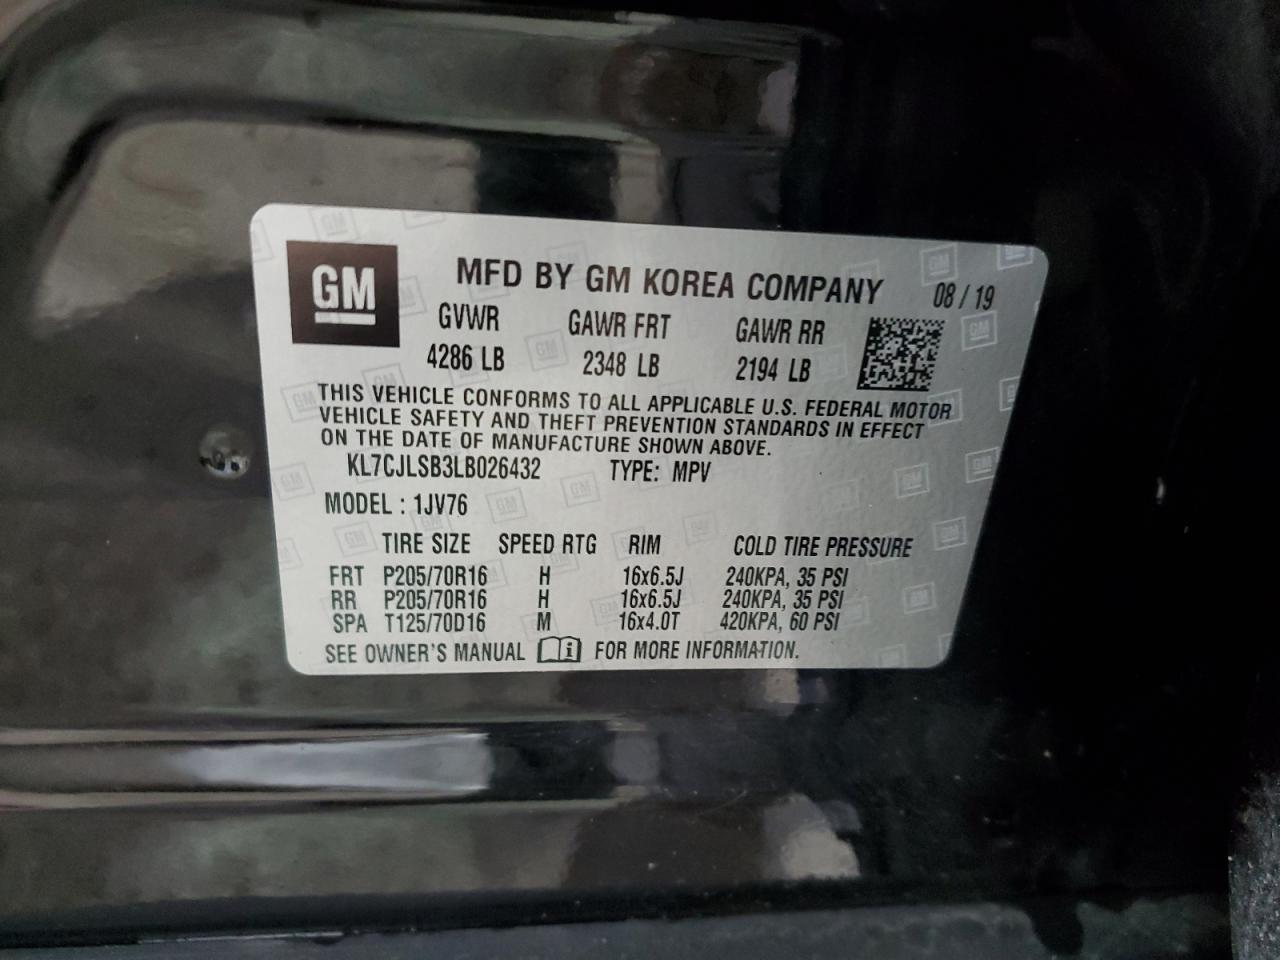 GM
MFD BY GM KOREA COMPANY 08 / 19
GVWR GAWR FRT GAWR RR
4286 LB 2348 LB 2194 LB
THIS VEHICLE CONFORMS TO ALL APPLICABLE U.S. FEDERAL MOTOR
VEHICLE SAFETY AND THEFT PREVENTION STANDARDS IN EFFECT
ON THE DATE OF MANUFACTURE SHOWN ABOVE.
KL7CJLSB3LB026432 TYPE: MPV
MODEL : 1JV76
TIRE SIZE SPEED RTG RIM COLD TIRE PRESSURE
FRT P205/70R16 H 16x6.5J 240KPA, 35 PSI
RR P205/70R16 H 16x6.5J 240KPA, 35 PSI
SPA T125/70D16 M 16x4.0T 420KPA, 60 PSI
SEE OWNER'S MANUAL i FOR MORE INFORMATION.